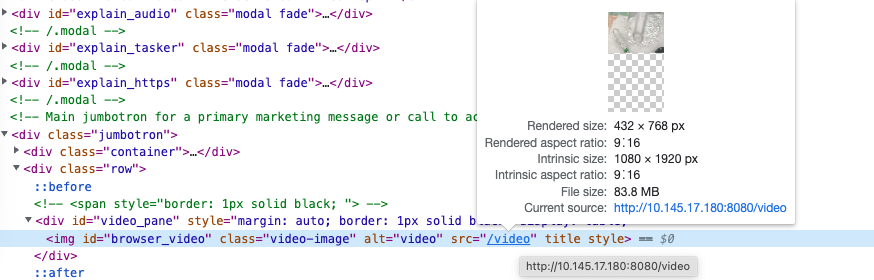 <div id="explain_audio" class="modal fade">…</div>
<!-- /.modal -->
<div id="explain_tasker" class="modal fade">…</div>
<!-- /.modal -->
<div id="explain_https" class="modal fade">…</div>
<!-- /.modal -->
<!-- Main jumbotron for a primary marketing message or call to ac
<div class="jumbotron">
<div class="container">…</div>
<div class="row">
::before
<!-- <span style="border: 1px solid black; "> -->
<div id="video_pane" style="margin: auto; border: 1px solid b
<img id="browser_video" class="video-image" alt="video" src="/video" title style> == $0
</div>
::after
Rendered size: 432 × 768 px
Rendered aspect ratio: 9∶16
Intrinsic size: 1080 × 1920 px
Intrinsic aspect ratio: 9∶16
File size: 83.8 MB
Current source: http://10.145.17.180:8080/video
http://10.145.17.180:8080/video